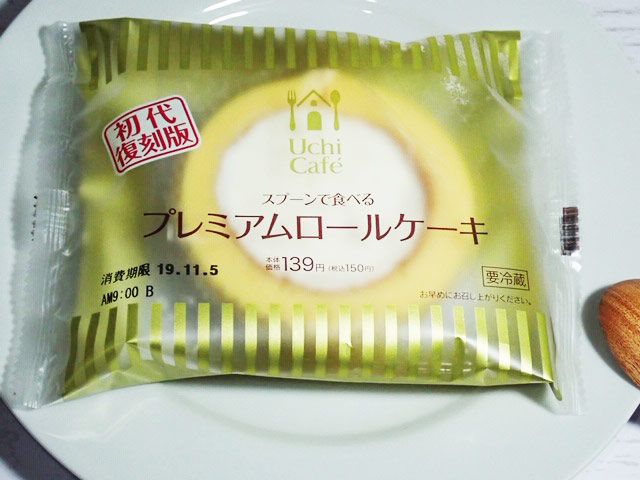 初代
復刻版
Uchi
Café
スプーンで食べる
プレミアムロールケーキ
本体
価格 139円 (税込150円)
消費期限 19.11.5
AM9:00 B
要冷蔵
お早めにお召し上がりください。